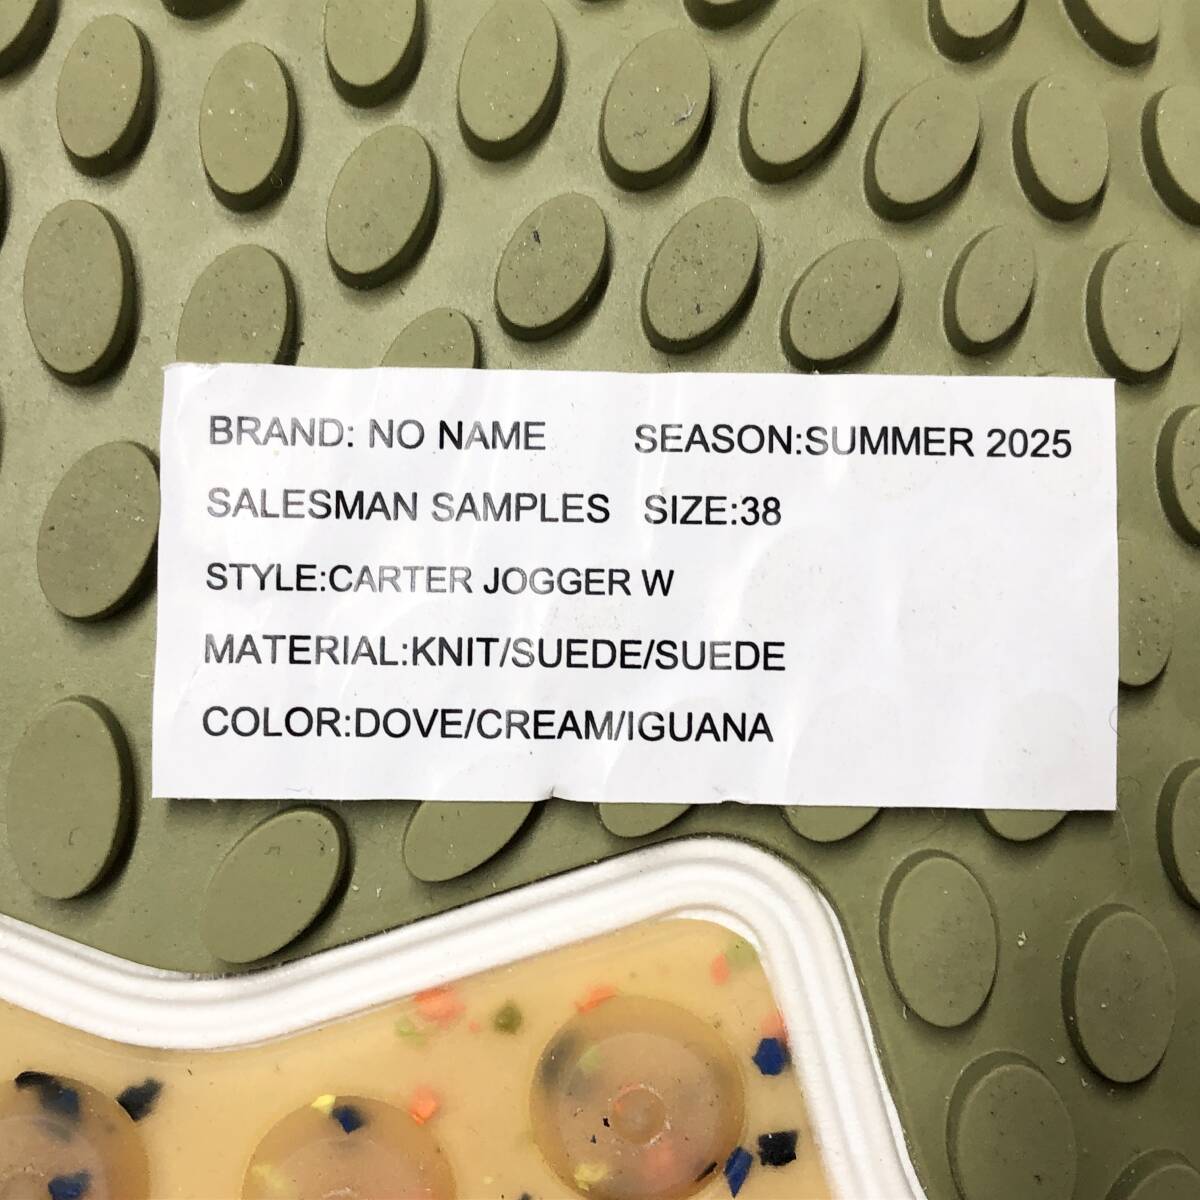 BRAND: NO NAME SEASON:SUMMER 2025
SALESMAN SAMPLES SIZE:38
STYLE:CARTER JOGGER W
MATERIAL:KNIT/SUEDE/SUEDE
COLOR:DOVE/CREAM/IGUANA